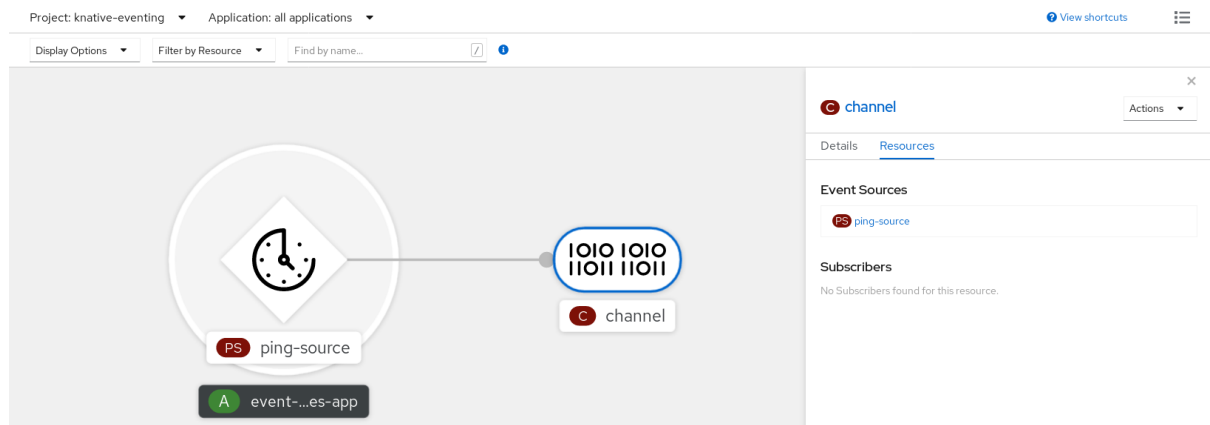 Project: knative-eventing Application: all applications View shortcuts
Display Options Filter by Resource Find by name... /
C channel Actions
Details Resources
Event Sources
PS ping-source
Subscribers
No Subscribers found for this resource.
1010 1010
11011 11011
C channel
PS ping-source
A event-...es-app